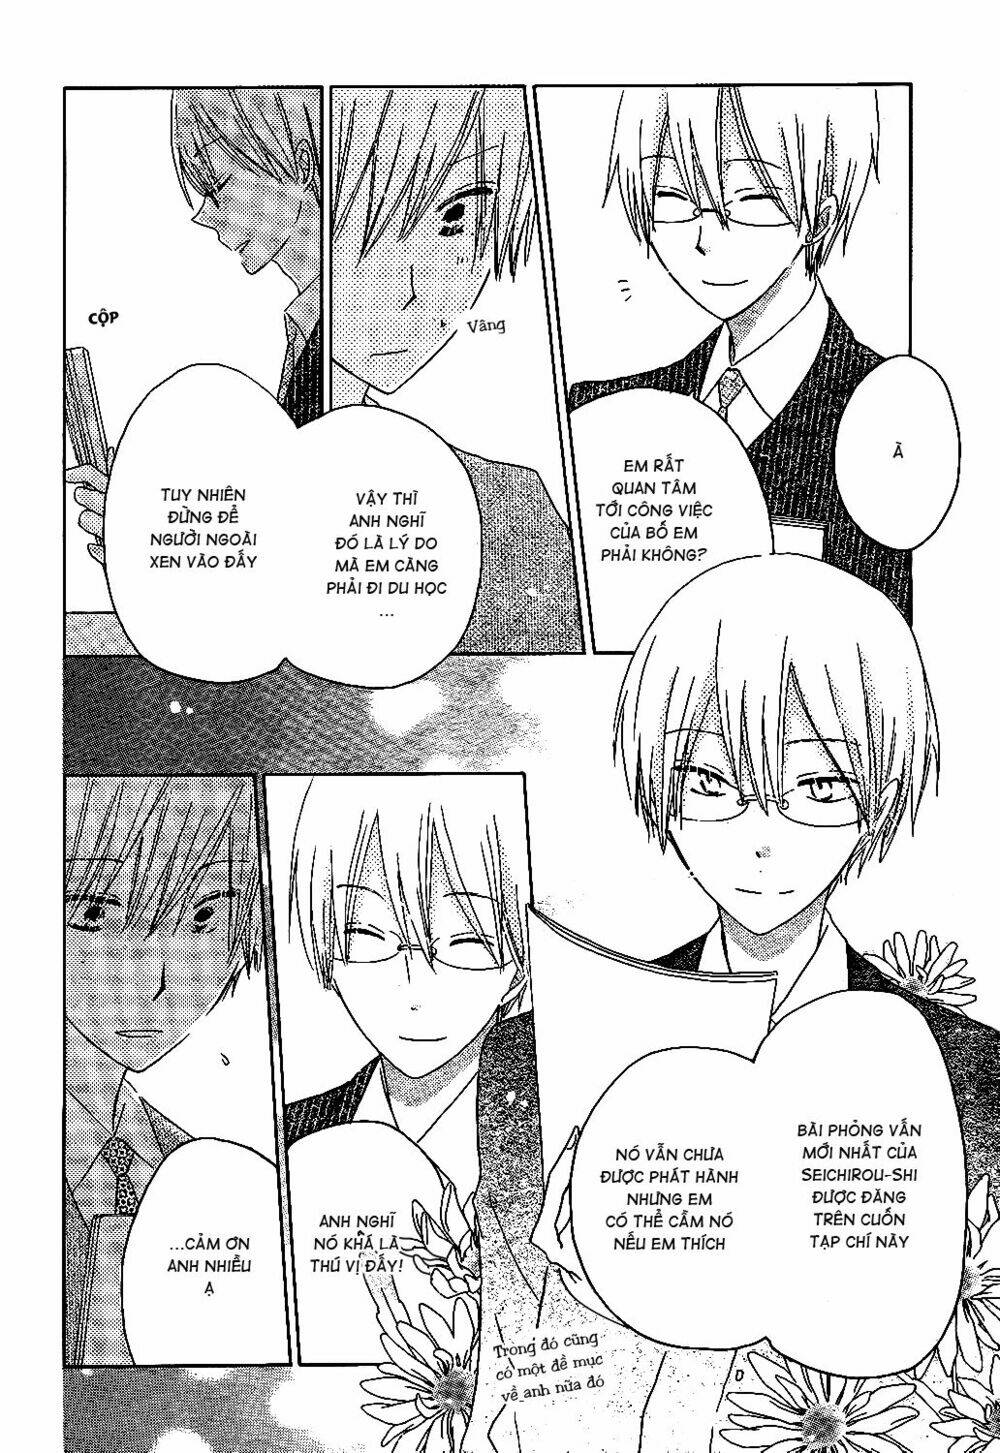 À
EM RẤT
QUAN TÂM
TỚI CÔNG VIỆC
CỦA BỐ EM
PHẢI KHÔNG?
Vâng
CỘP
VẬY THÌ
ANH NGHĨ
ĐÓ LÀ LÝ DO
MÀ EM CÀNG
PHẢI ĐI DU HỌC
...
TUY NHIÊN
ĐỪNG ĐỂ
NGƯỜI NGOÀI
XEN VÀO ĐẤY
BÀI PHỎNG VẤN
MỚI NHẤT CỦA
SEICHIROU-SHI
ĐƯỢC ĐĂNG
TRÊN CUỐN
TẠP CHÍ NÀY
NÓ VẪN CHƯA
ĐƯỢC PHÁT HÀNH
NHƯNG EM
CÓ THỂ CẦM NÓ
NẾU EM THÍCH
Trong đó cũng
có một đề mục
về anh nữa đó
ANH NGHĨ
NÓ KHÁ LÀ
THÚ VỊ ĐẤY!
...CẢM ƠN
ANH NHIỀU
Ạ